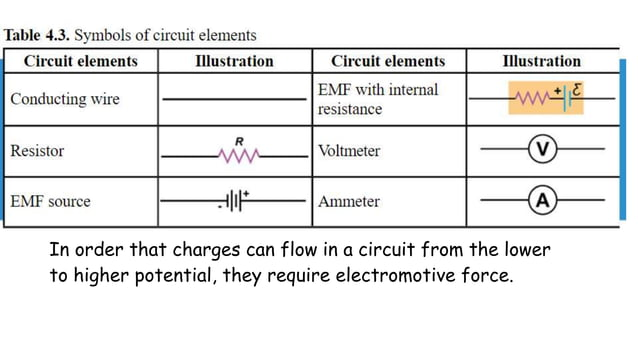 Table 4.3. Symbols of circuit elements
Circuit elements Illustration Circuit elements Illustration
Conducting wire EMF with internal resistance + ℰ
Resistor R Voltmeter V
EMF source - + Ammeter A
In order that charges can flow in a circuit from the lower
to higher potential, they require electromotive force.